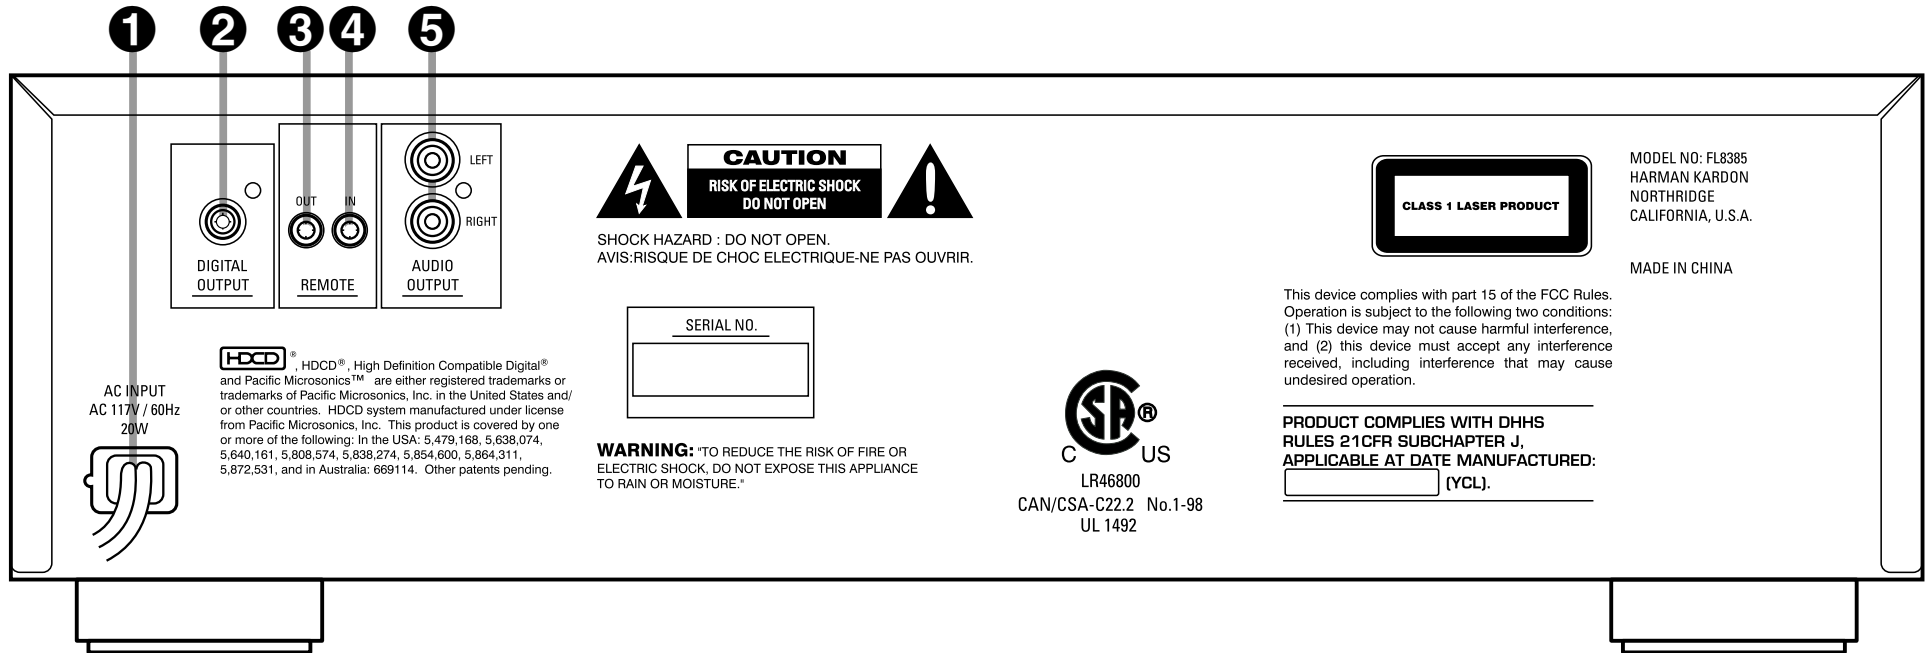 1 2 3 4 5
LEFT
OUT IN
RIGHT
DIGITAL
OUTPUT
REMOTE
AUDIO
OUTPUT
CAUTION
RISK OF ELECTRIC SHOCK
DO NOT OPEN
SHOCK HAZARD : DO NOT OPEN.
AVIS:RISQUE DE CHOC ELECTRIQUE-NE PAS OUVRIR.
CLASS 1 LASER PRODUCT
MODEL NO: FL8385
HARMAN KARDON
NORTHRIDGE
CALIFORNIA, U.S.A.
MADE IN CHINA
AC INPUT
AC 117V / 60Hz
20W
HDCD ® , HDCD®, High Definition Compatible Digital®
and Pacific Microsonics™ are either registered trademarks or
trademarks of Pacific Microsonics, Inc. in the United States and/
or other countries. HDCD system manufactured under license
from Pacific Microsonics, Inc. This product is covered by one
or more of the following: In the USA: 5,479,168, 5,638,074,
5,640,161, 5,808,574, 5,838,274, 5,854,600, 5,864,311,
5,872,531, and in Australia: 669114. Other patents pending.
SERIAL NO.
WARNING: "TO REDUCE THE RISK OF FIRE OR
ELECTRIC SHOCK, DO NOT EXPOSE THIS APPLIANCE
TO RAIN OR MOISTURE."
CSA ®
C US
LR46800
CAN/CSA-C22.2 No.1-98
UL 1492
This device complies with part 15 of the FCC Rules.
Operation is subject to the following two conditions:
(1) This device may not cause harmful interference,
and (2) this device must accept any interference
received, including interference that may cause
undesired operation.
PRODUCT COMPLIES WITH DHHS
RULES 21CFR SUBCHAPTER J,
APPLICABLE AT DATE MANUFACTURED:
(YCL).